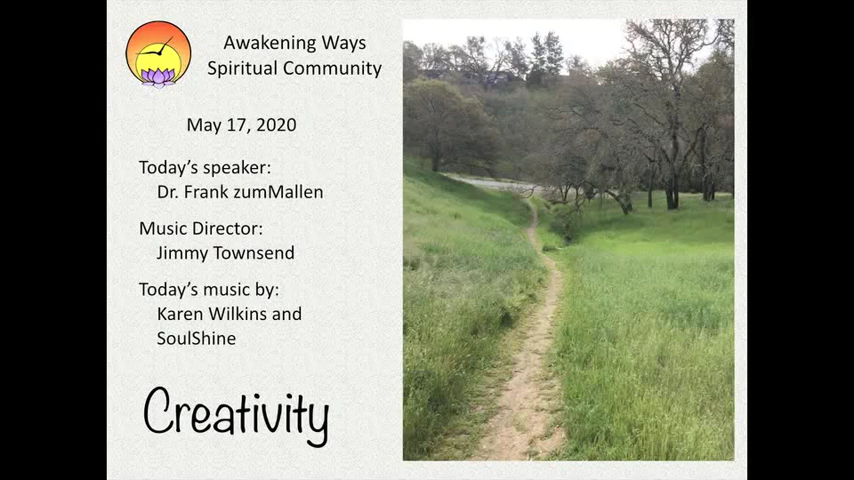 Awakening Ways
Spiritual Community
May 17, 2020
Today's speaker:
Dr. Frank zumMallen
Music Director:
Jimmy Townsend
Today's music by:
Karen Wilkins and
SoulShine
Creativity